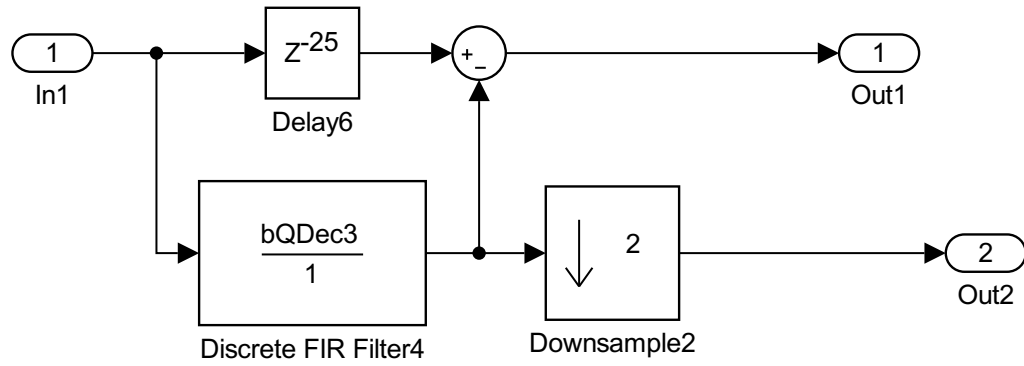 1
In1
Z-25
Delay6
+
−
1
Out1
bQDec3
1
Discrete FIR Filter4
2
Downsample2
2
Out2